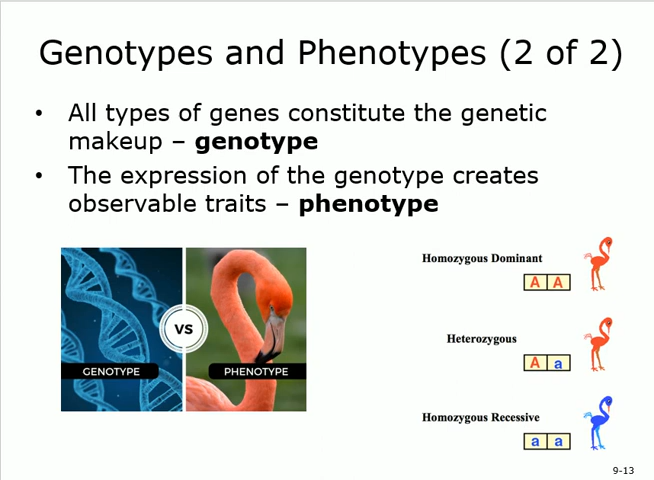 Genotypes and Phenotypes (2 of 2)
• All types of genes constitute the genetic
makeup – genotype
• The expression of the genotype creates
observable traits – phenotype
GENOTYPE
VS
PHENOTYPE
Homozygous Dominant
A A
Heterozygous
A a
Homozygous Recessive
a a
9-13